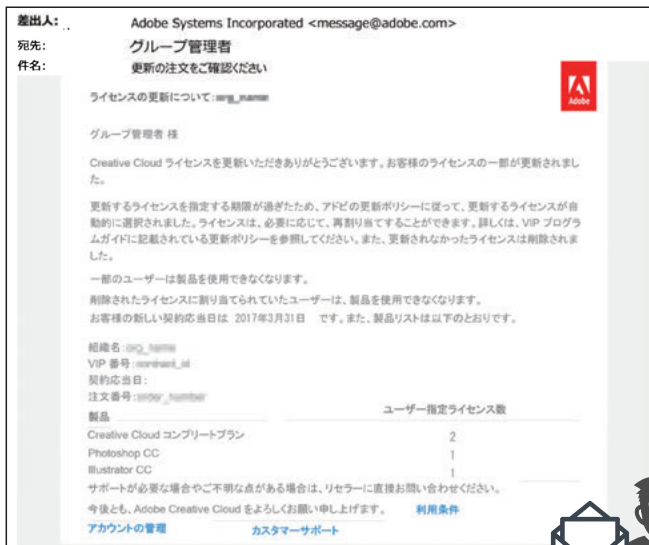 差出人: Adobe Systems Incorporated <message@adobe.com>
宛先: グループ管理者
件名: 更新の注文をご確認ください
ライセンスの更新について:
Adobe
グループ管理者 様
Creative Cloud ライセンスを更新いただきありがとうございます。お客様のライセンスの一部が更新されまし
た。
更新するライセンスを指定する期限が過ぎたため、アドビの更新ポリシーに従って、更新するライセンスが自
動的に選択されました。ライセンスは、必要に応じて、再割り当てすることができます。詳しくは、VIP プログラ
ムガイドに記載されている更新ポリシーを参照してください。また、更新されなかったライセンスは削除されま
した。
一部のユーザーは製品を使用できなくなります。
削除されたライセンスに割り当てられていたユーザーは、製品を使用できなくなります。
お客様の新しい契約応当日は 2017年3月31日 です。また、製品リストは以下のとおりです。
組織名:
VIP 番号:
契約応当日:
注文番号:
製品 ユーザー指定ライセンス数
Creative Cloud コンプリートプラン 2
Photoshop CC 1
Illustrator CC 1
サポートが必要な場合やご不明な点がある場合は、リセラーに直接お問い合わせください。
今後とも、Adobe Creative Cloud をよろしくお願い申し上げます。 利用条件
アカウントの管理 カスタマーサポート